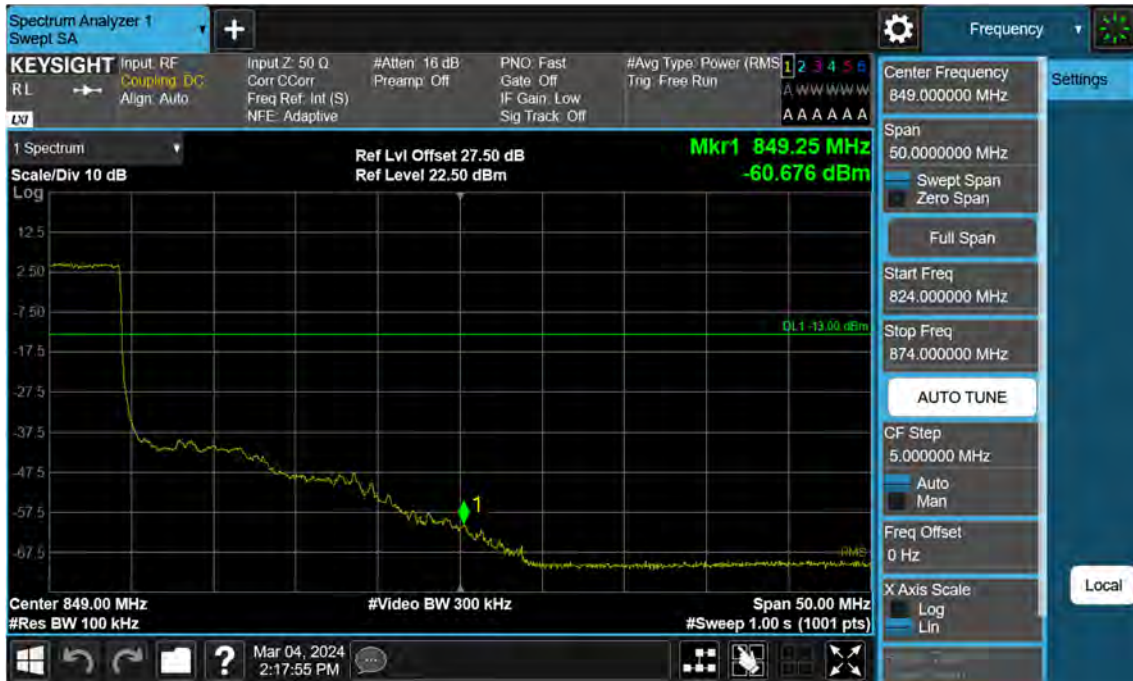 Spectrum Analyzer 1
Swept SA
Frequency
KEYSIGHT
RL
LXI
Input: RF
Coupling: DC
Align: Auto
Input Z: 50 Ω
Corr CCorr
Freq Ref: Int (S)
NFE: Adaptive
#Atten: 16 dB
Preamp: Off
PNO: Fast
Gate: Off
IF Gain: Low
Sig Track: Off
#Avg Type: Power (RMS
Trig: Free Run
1 2 3 4 5 6
A W W W W W
A A A A A A
1 Spectrum
Scale/Div 10 dB
Ref Lvl Offset 27.50 dB
Ref Level 22.50 dBm
Mkr1 849.25 MHz
-60.676 dBm
Log
12.5
2.50
-7.50
-17.5
-27.5
-37.5
-47.5
-57.5
-67.5
DL1 -13.00 dBm
1
RMS
Center 849.00 MHz
#Video BW 300 kHz
Span 50.00 MHz
#Res BW 100 kHz
#Sweep 1.00 s (1001 pts)
Mar 04, 2024
2:17:55 PM
Center Frequency
849.000000 MHz
Span
50.0000000 MHz
Swept Span
Zero Span
Full Span
Start Freq
824.000000 MHz
Stop Freq
874.000000 MHz
AUTO TUNE
CF Step
5.000000 MHz
Auto
Man
Freq Offset
0 Hz
X Axis Scale
Log
Lin
Settings
Local